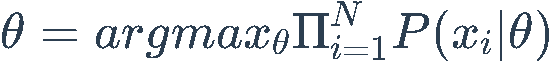 θ = argmax_θ Π_{i=1}^{N} P(x_i|θ)